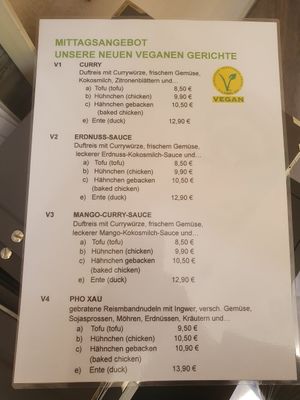 MITTAGSANGEBOT
UNSERE NEUEN VEGANEN GERICHTE
V1 CURRY
Duftreis mit Currywürze, frischem Gemüse,
Kokosmilch, Zitronenblättern und…
a) Tofu (tofu) 8,50 €
b) Hühnchen (chicken) 9,90 €
c) Hähnchen gebacken 10,50 €
(baked chicken)
e) Ente (duck) 12,90 €
VEGAN
V2 ERDNUSS-SAUCE
Duftreis mit Currywürze, frischem Gemüse,
leckerer Erdnuss-Kokosmilch-Sauce und…
a) Tofu (tofu) 8,50 €
b) Hühnchen (chicken) 9,90 €
c) Hähnchen gebacken 10,50 €
(baked chicken)
e) Ente (duck) 12,90 €
V3 MANGO-CURRY-SAUCE
Duftreis mit Currywürze, frischem Gemüse,
leckerer Mango-Kokosmilch-Sauce und…
a) Tofu (tofu) 8,50 €
b) Hühnchen (chicken) 9,90 €
c) Hähnchen gebacken 10,50 €
(baked chicken)
e) Ente (duck) 12,90 €
V4 PHO XAU
gebratene Reisbandnudeln mit Ingwer, versch. Gemüse,
Sojasprossen, Möhren, Erdnüssen, Kräutern und…
a) Tofu (tofu) 9,50 €
b) Hühnchen (chicken) 10,50 €
c) Hähnchen gebacken 10,90 €
(baked chicken)
e) Ente (duck) 13,90 €